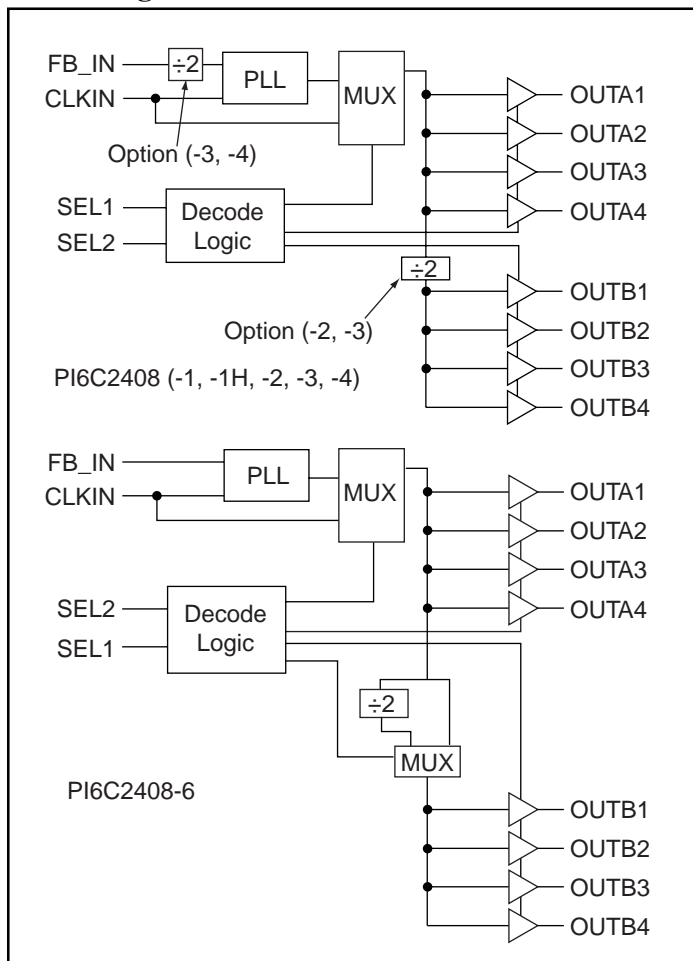 FB_IN
÷2
PLL
MUX
CLKIN
Option (-3, -4)
OUTA1
OUTA2
OUTA3
OUTA4
SEL1
SEL2
Decode
Logic
÷2
Option (-2, -3)
OUTB1
OUTB2
OUTB3
OUTB4
PI6C2408 (-1, -1H, -2, -3, -4)
FB_IN
CLKIN
PLL
MUX
OUTA1
OUTA2
OUTA3
OUTA4
SEL2
SEL1
Decode
Logic
÷2
MUX
PI6C2408-6
OUTB1
OUTB2
OUTB3
OUTB4